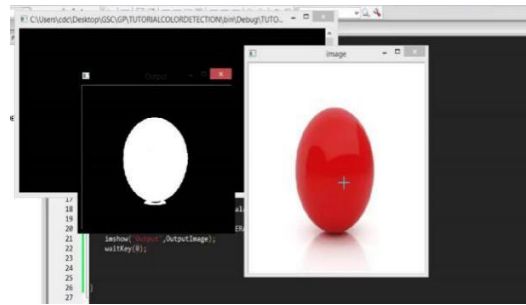 C:\Users\cdc\Desktop\GSC\GP\TUTORIALCOLORDETECTION\bin\Debug\TUTO...
image
Output
17
18
19
20
21 imshow("Output",OutputImage);
22 waitKey(0);
23
24
25
26 }
27